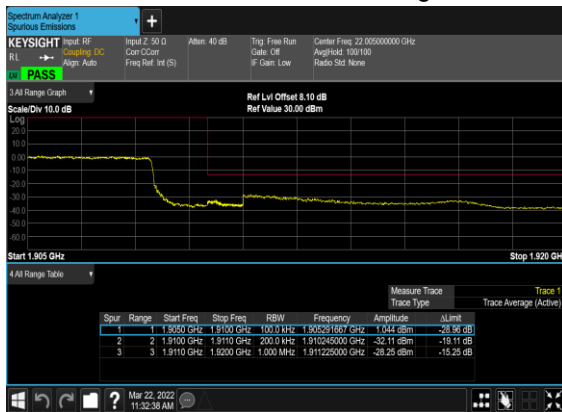 Spectrum Analyzer 1
Spurious Emissions
KEYSIGHT Input: RF Input Z: 50 Ω Atten: 40 dB Trig: Free Run Center Freq: 22.005000000 GHz
RL Coupling: DC Corr CCorr Gate: Off Avg|Hold: 100/100
Align: Auto Freq Ref: Int (S) IF Gain: Low Radio Std: None
PASS
3 All Range Graph
Ref Lvl Offset 8.10 dB
Scale/Div 10.0 dB Ref Value 30.00 dBm
Log
20.0
10.0
0.00
-10.0
-20.0
-30.0
-40.0
-50.0
-60.0
Start 1.905 GHz Stop 1.920 GHz
4 All Range Table
Measure Trace Trace 1
Trace Type Trace Average (Active)
Spur Range Start Freq Stop Freq RBW Frequency Amplitude ΔLimit
1 1 1.9050 GHz 1.9100 GHz 100.0 kHz 1.905291667 GHz 1.044 dBm -28.96 dB
2 2 1.9100 GHz 1.9110 GHz 200.0 kHz 1.910245000 GHz -32.11 dBm -19.11 dB
3 3 1.9110 GHz 1.9200 GHz 1.000 MHz 1.911225000 GHz -28.25 dBm -15.25 dB
Mar 22, 2022
11:32:38 AM